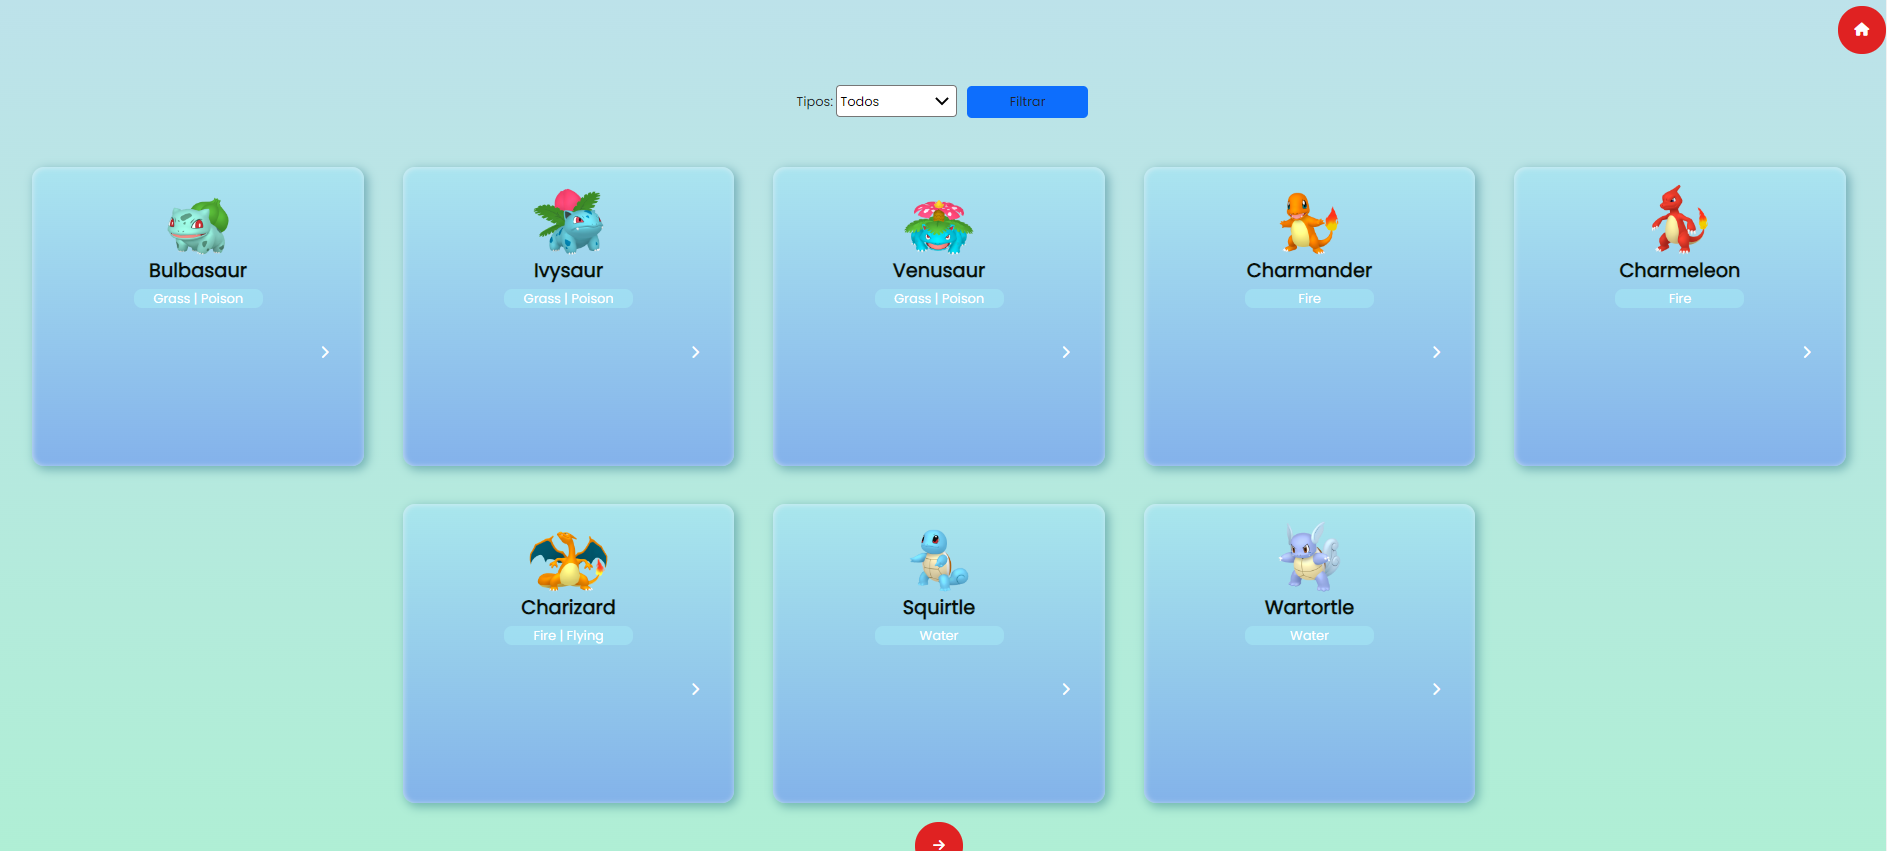 Tipos: Todos Filtrar
Bulbasaur
Grass | Poison
Ivysaur
Grass | Poison
Venusaur
Grass | Poison
Charmander
Fire
Charmeleon
Fire
Charizard
Fire | Flying
Squirtle
Water
Wartortle
Water